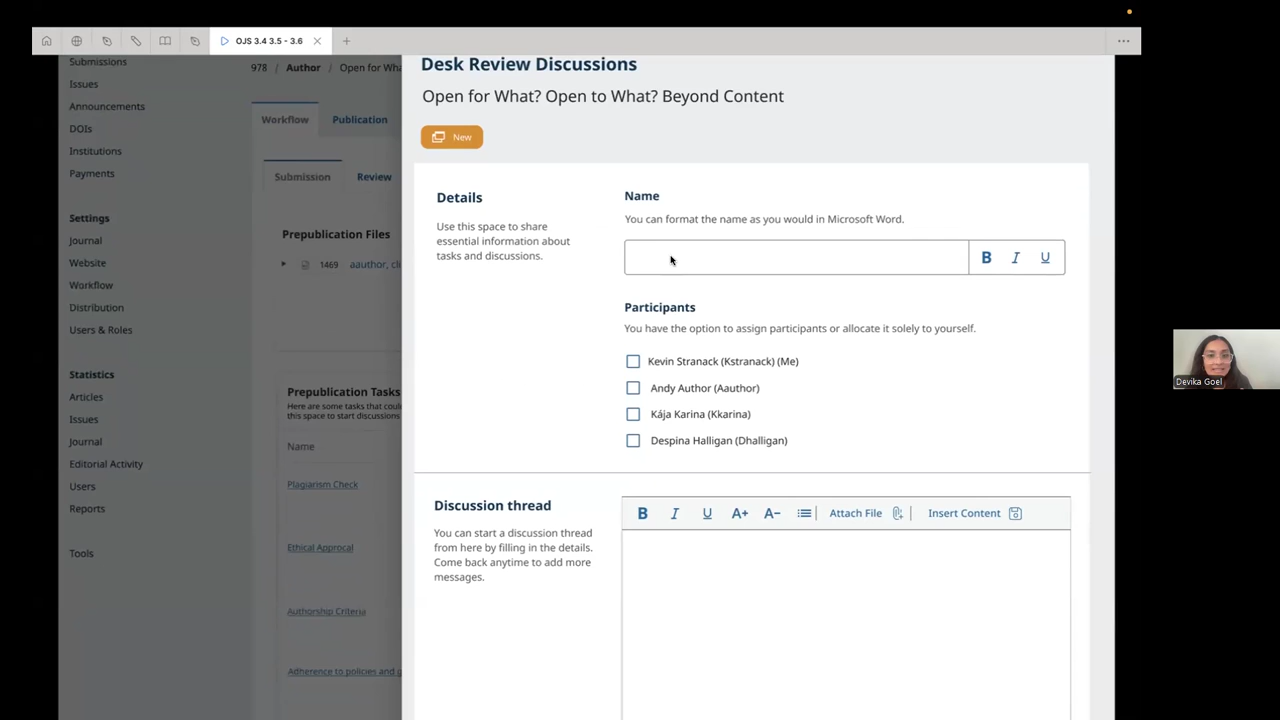 OJS 3.4 3.5 - 3.6
Submissions
Issues
Announcements
DOIs
Institutions
Payments
Settings
Journal
Website
Workflow
Distribution
Users & Roles
Statistics
Articles
Issues
Journal
Editorial Activity
Users
Reports
Tools
978 / Author / Open for Wha
Workflow Publication
Submission Review
Prepublication Files
1469 aauthor, cli
Prepublication Tasks
Here are some tasks that coul
this space to start discussions
Name
Plagiarism Check
Ethical Approcal
Authorship Criteria
Adherence to policies and g
Desk Review Discussions
Open for What? Open to What? Beyond Content
New
Details
Use this space to share
essential information about
tasks and discussions.
Name
You can format the name as you would in Microsoft Word.
B I U
Participants
You have the option to assign participants or allocate it solely to yourself.
Kevin Stranack (Kstranack) (Me)
Andy Author (Aauthor)
Kája Karina (Kkarina)
Despina Halligan (Dhalligan)
Discussion thread
You can start a discussion thread
from here by filling in the details.
Come back anytime to add more
messages.
B I U A+ A− Attach File Insert Content
Devika Goel